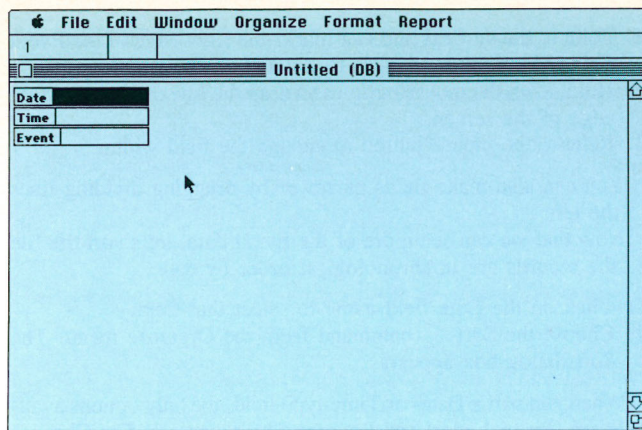 File Edit Window Organize Format Report
1
Untitled (DB)
Date
Time
Event